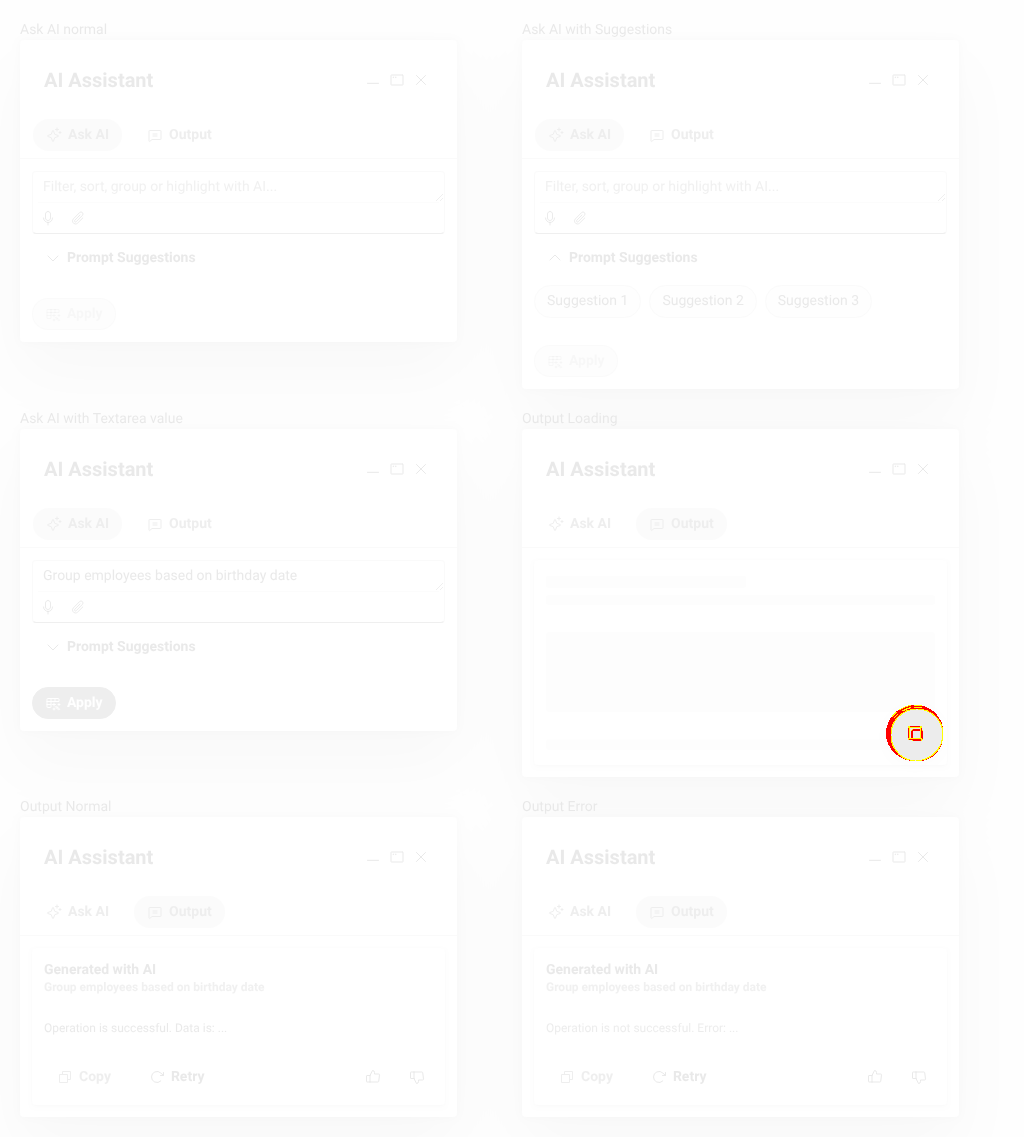 Ask AI normal
AI Assistant
Ask AI
Output
Filter, sort, group or highlight with AI...
Prompt Suggestions
Apply
Ask AI with Suggestions
AI Assistant
Ask AI
Output
Filter, sort, group or highlight with AI...
Prompt Suggestions
Suggestion 1
Suggestion 2
Suggestion 3
Apply
Ask AI with Textarea value
AI Assistant
Ask AI
Output
Group employees based on birthday date
Prompt Suggestions
Apply
Output Loading
AI Assistant
Ask AI
Output
Output Normal
AI Assistant
Ask AI
Output
Generated with AI
Group employees based on birthday date
Operation is successful. Data is: ...
Copy
Retry
Output Error
AI Assistant
Ask AI
Output
Generated with AI
Group employees based on birthday date
Operation is not successful. Error: ...
Copy
Retry